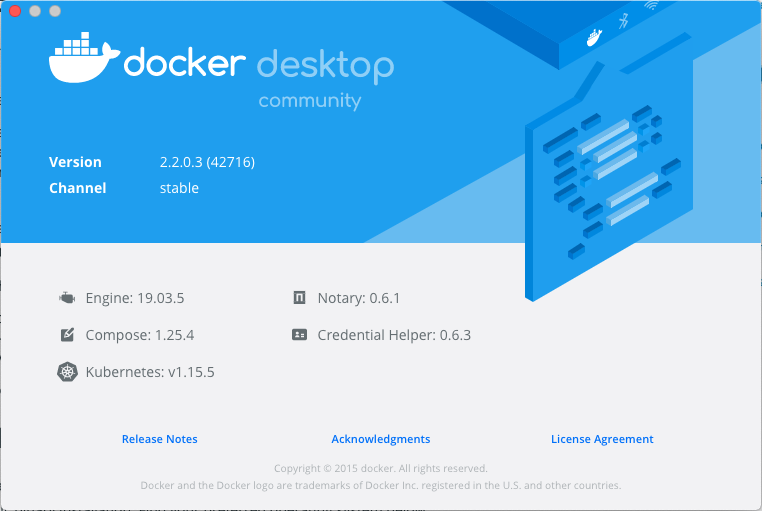 docker desktop
community
Version 2.2.0.3 (42716)
Channel stable
Engine: 19.03.5 Notary: 0.6.1
Compose: 1.25.4 Credential Helper: 0.6.3
Kubernetes: v1.15.5
Release Notes Acknowledgments License Agreement
Copyright © 2015 docker. All rights reserved.
Docker and the Docker logo are trademarks of Docker Inc. registered in the U.S. and other countries.